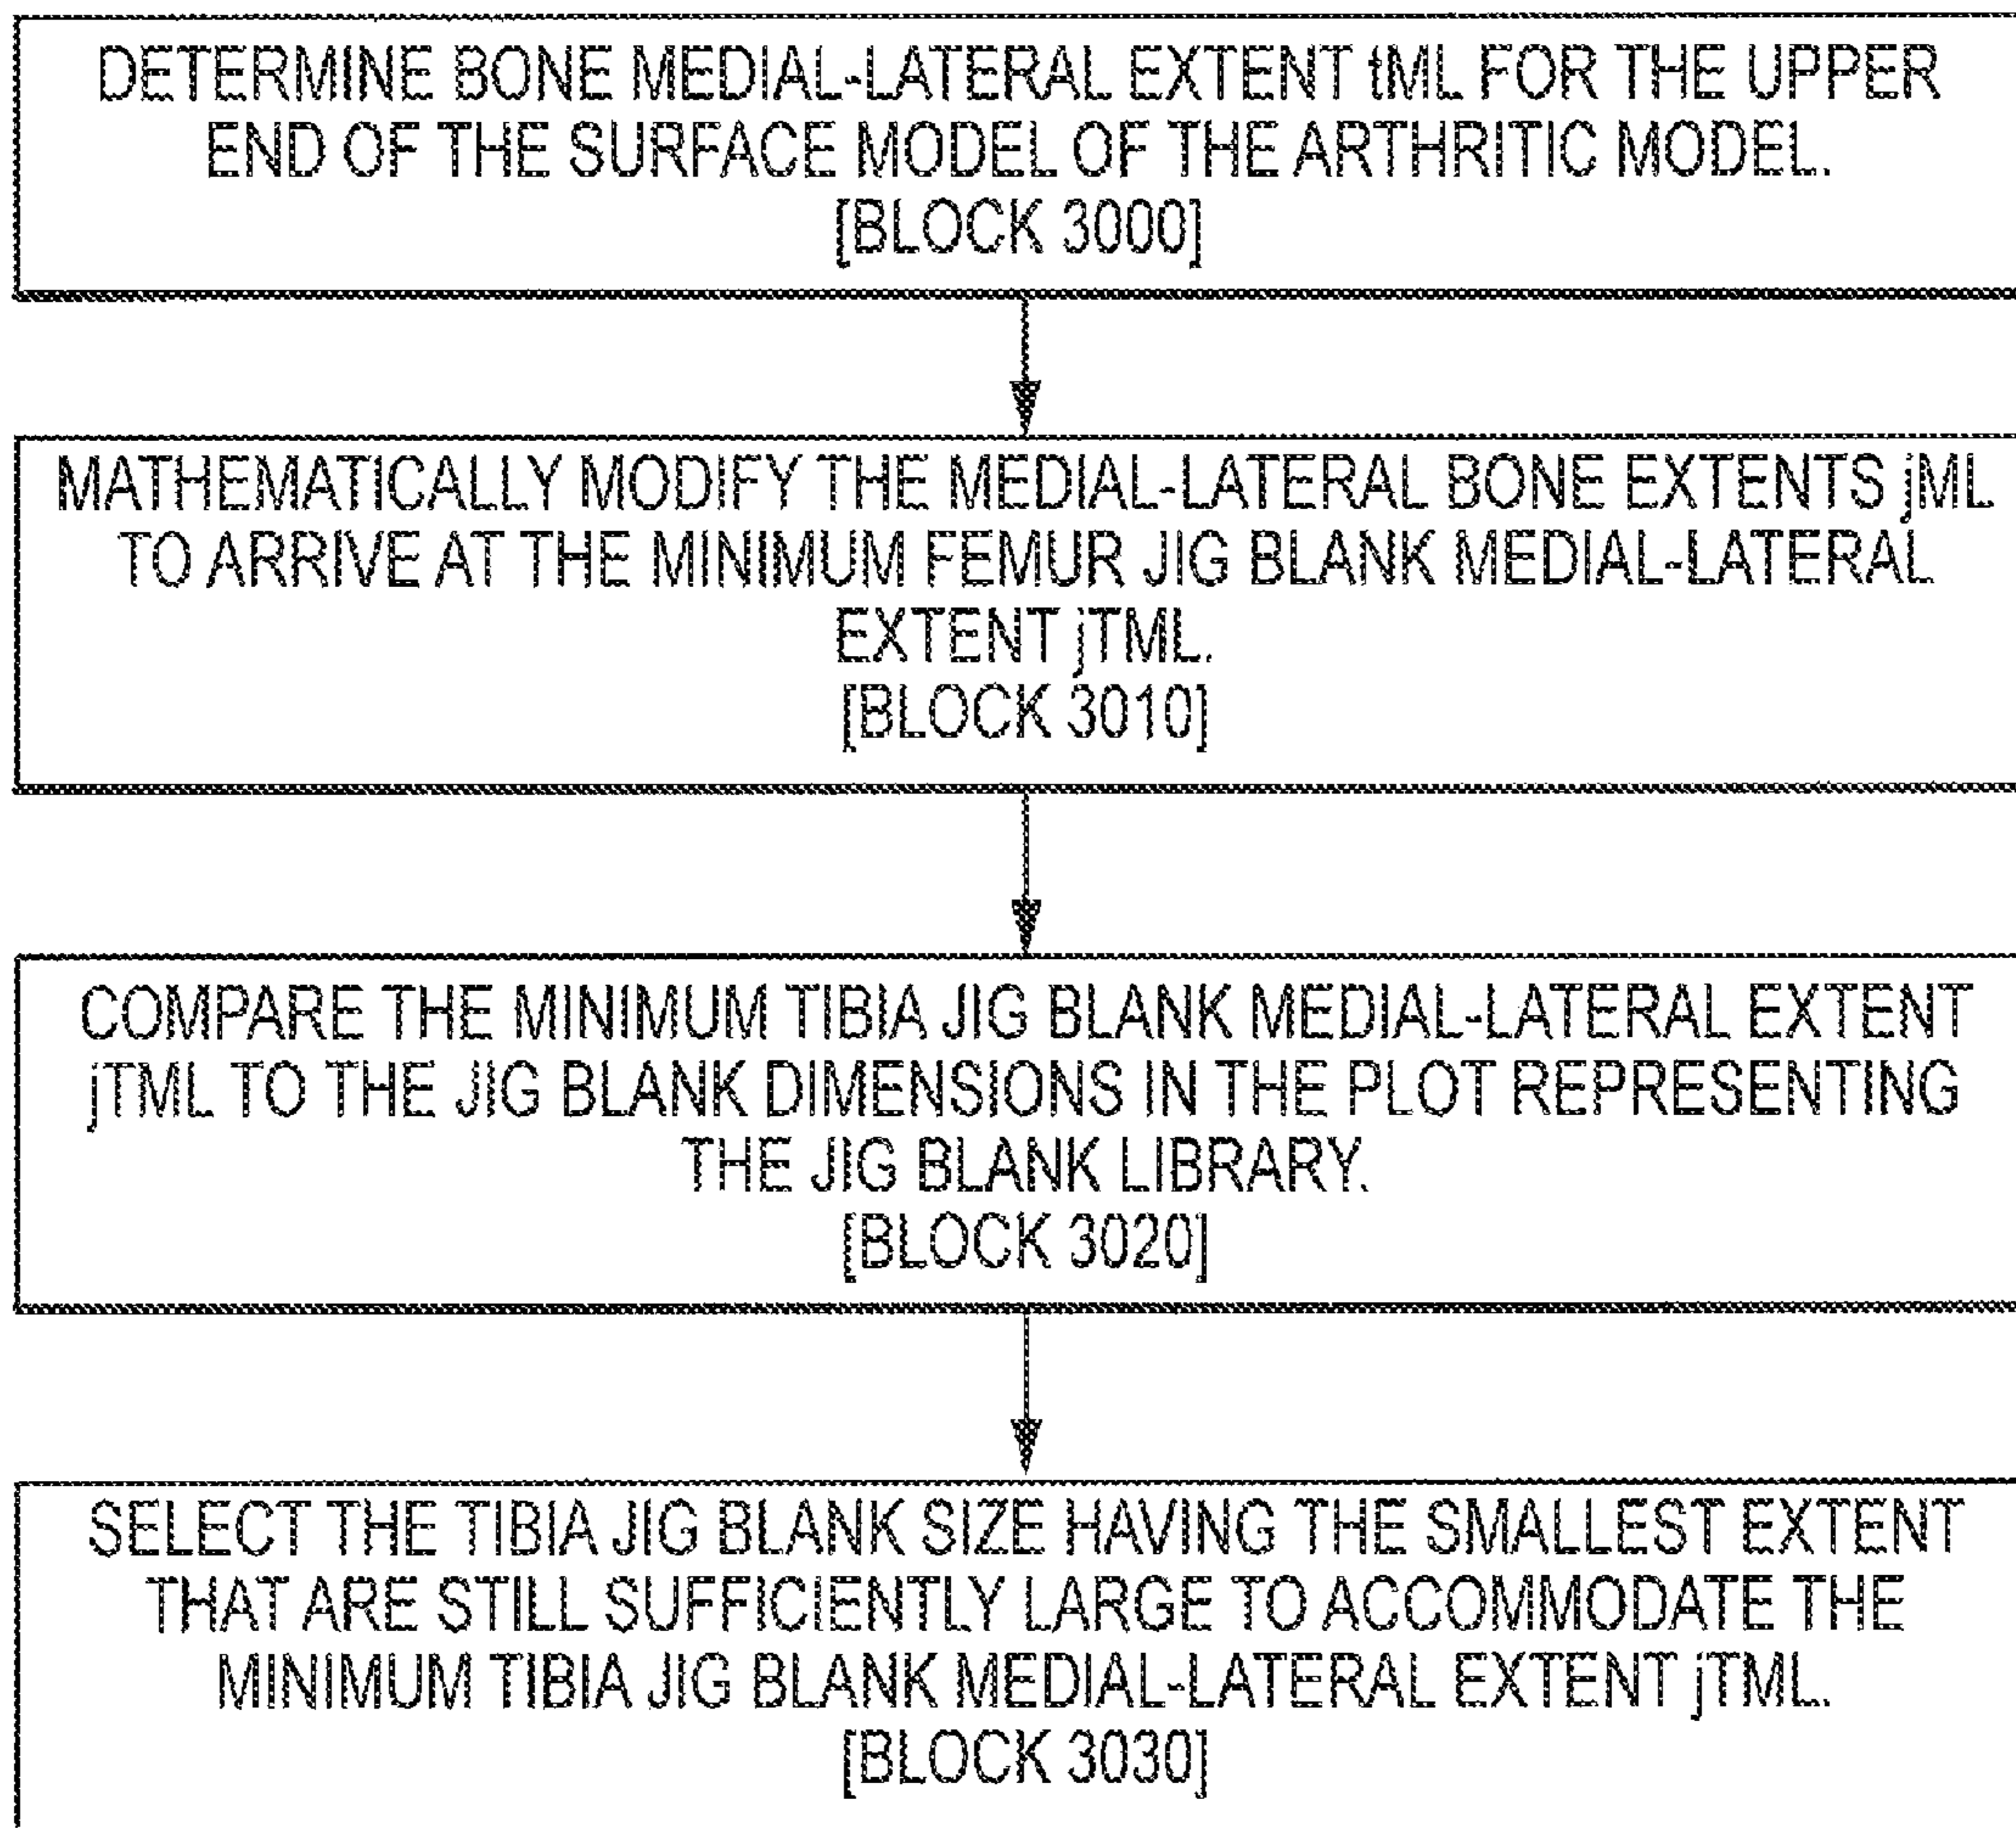 DETERMINE BONE MEDIAL-LATERAL EXTENT tML FOR THE UPPER
END OF THE SURFACE MODEL OF THE ARTHRITIC MODEL.
[BLOCK 3000]
MATHEMATICALLY MODIFY THE MEDIAL-LATERAL BONE EXTENTS jML
TO ARRIVE AT THE MINIMUM FEMUR JIG BLANK MEDIAL-LATERAL
EXTENT jTML.
[BLOCK 3010]
COMPARE THE MINIMUM TIBIA JIG BLANK MEDIAL-LATERAL EXTENT
jTML TO THE JIG BLANK DIMENSIONS IN THE PLOT REPRESENTING
THE JIG BLANK LIBRARY.
[BLOCK 3020]
SELECT THE TIBIA JIG BLANK SIZE HAVING THE SMALLEST EXTENT
THAT ARE STILL SUFFICIENTLY LARGE TO ACCOMMODATE THE
MINIMUM TIBIA JIG BLANK MEDIAL-LATERAL EXTENT jTML.
[BLOCK 3030]